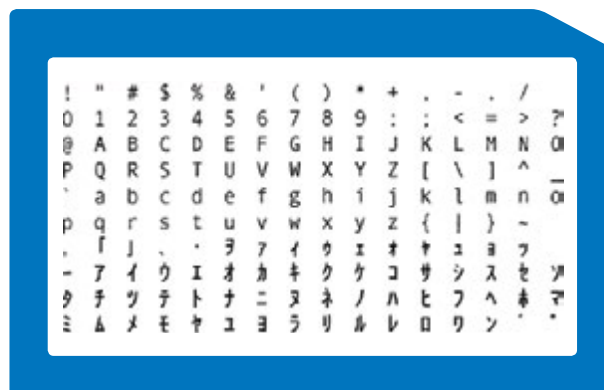 ! " # $ % & ' ( ) * + , - . /
0 1 2 3 4 5 6 7 8 9 : ; < = > ?
@ A B C D E F G H I J K L M N O
P Q R S T U V W X Y Z [ \ ] ^ _
` a b c d e f g h i j k l m n o
p q r s t u v w x y z { | } ~
。 「 」 、 ・ ヲ ァ ィ ゥ ェ ォ ャ ュ ョ ッ
ー ア イ ウ エ オ カ キ ク ケ コ サ シ ス セ ソ
タ チ ツ テ ト ナ ニ ヌ ネ ノ ハ ヒ フ ヘ ホ マ
ミ ム メ モ ヤ ユ ヨ ラ リ ル レ ロ ワ ン ゛ ゜